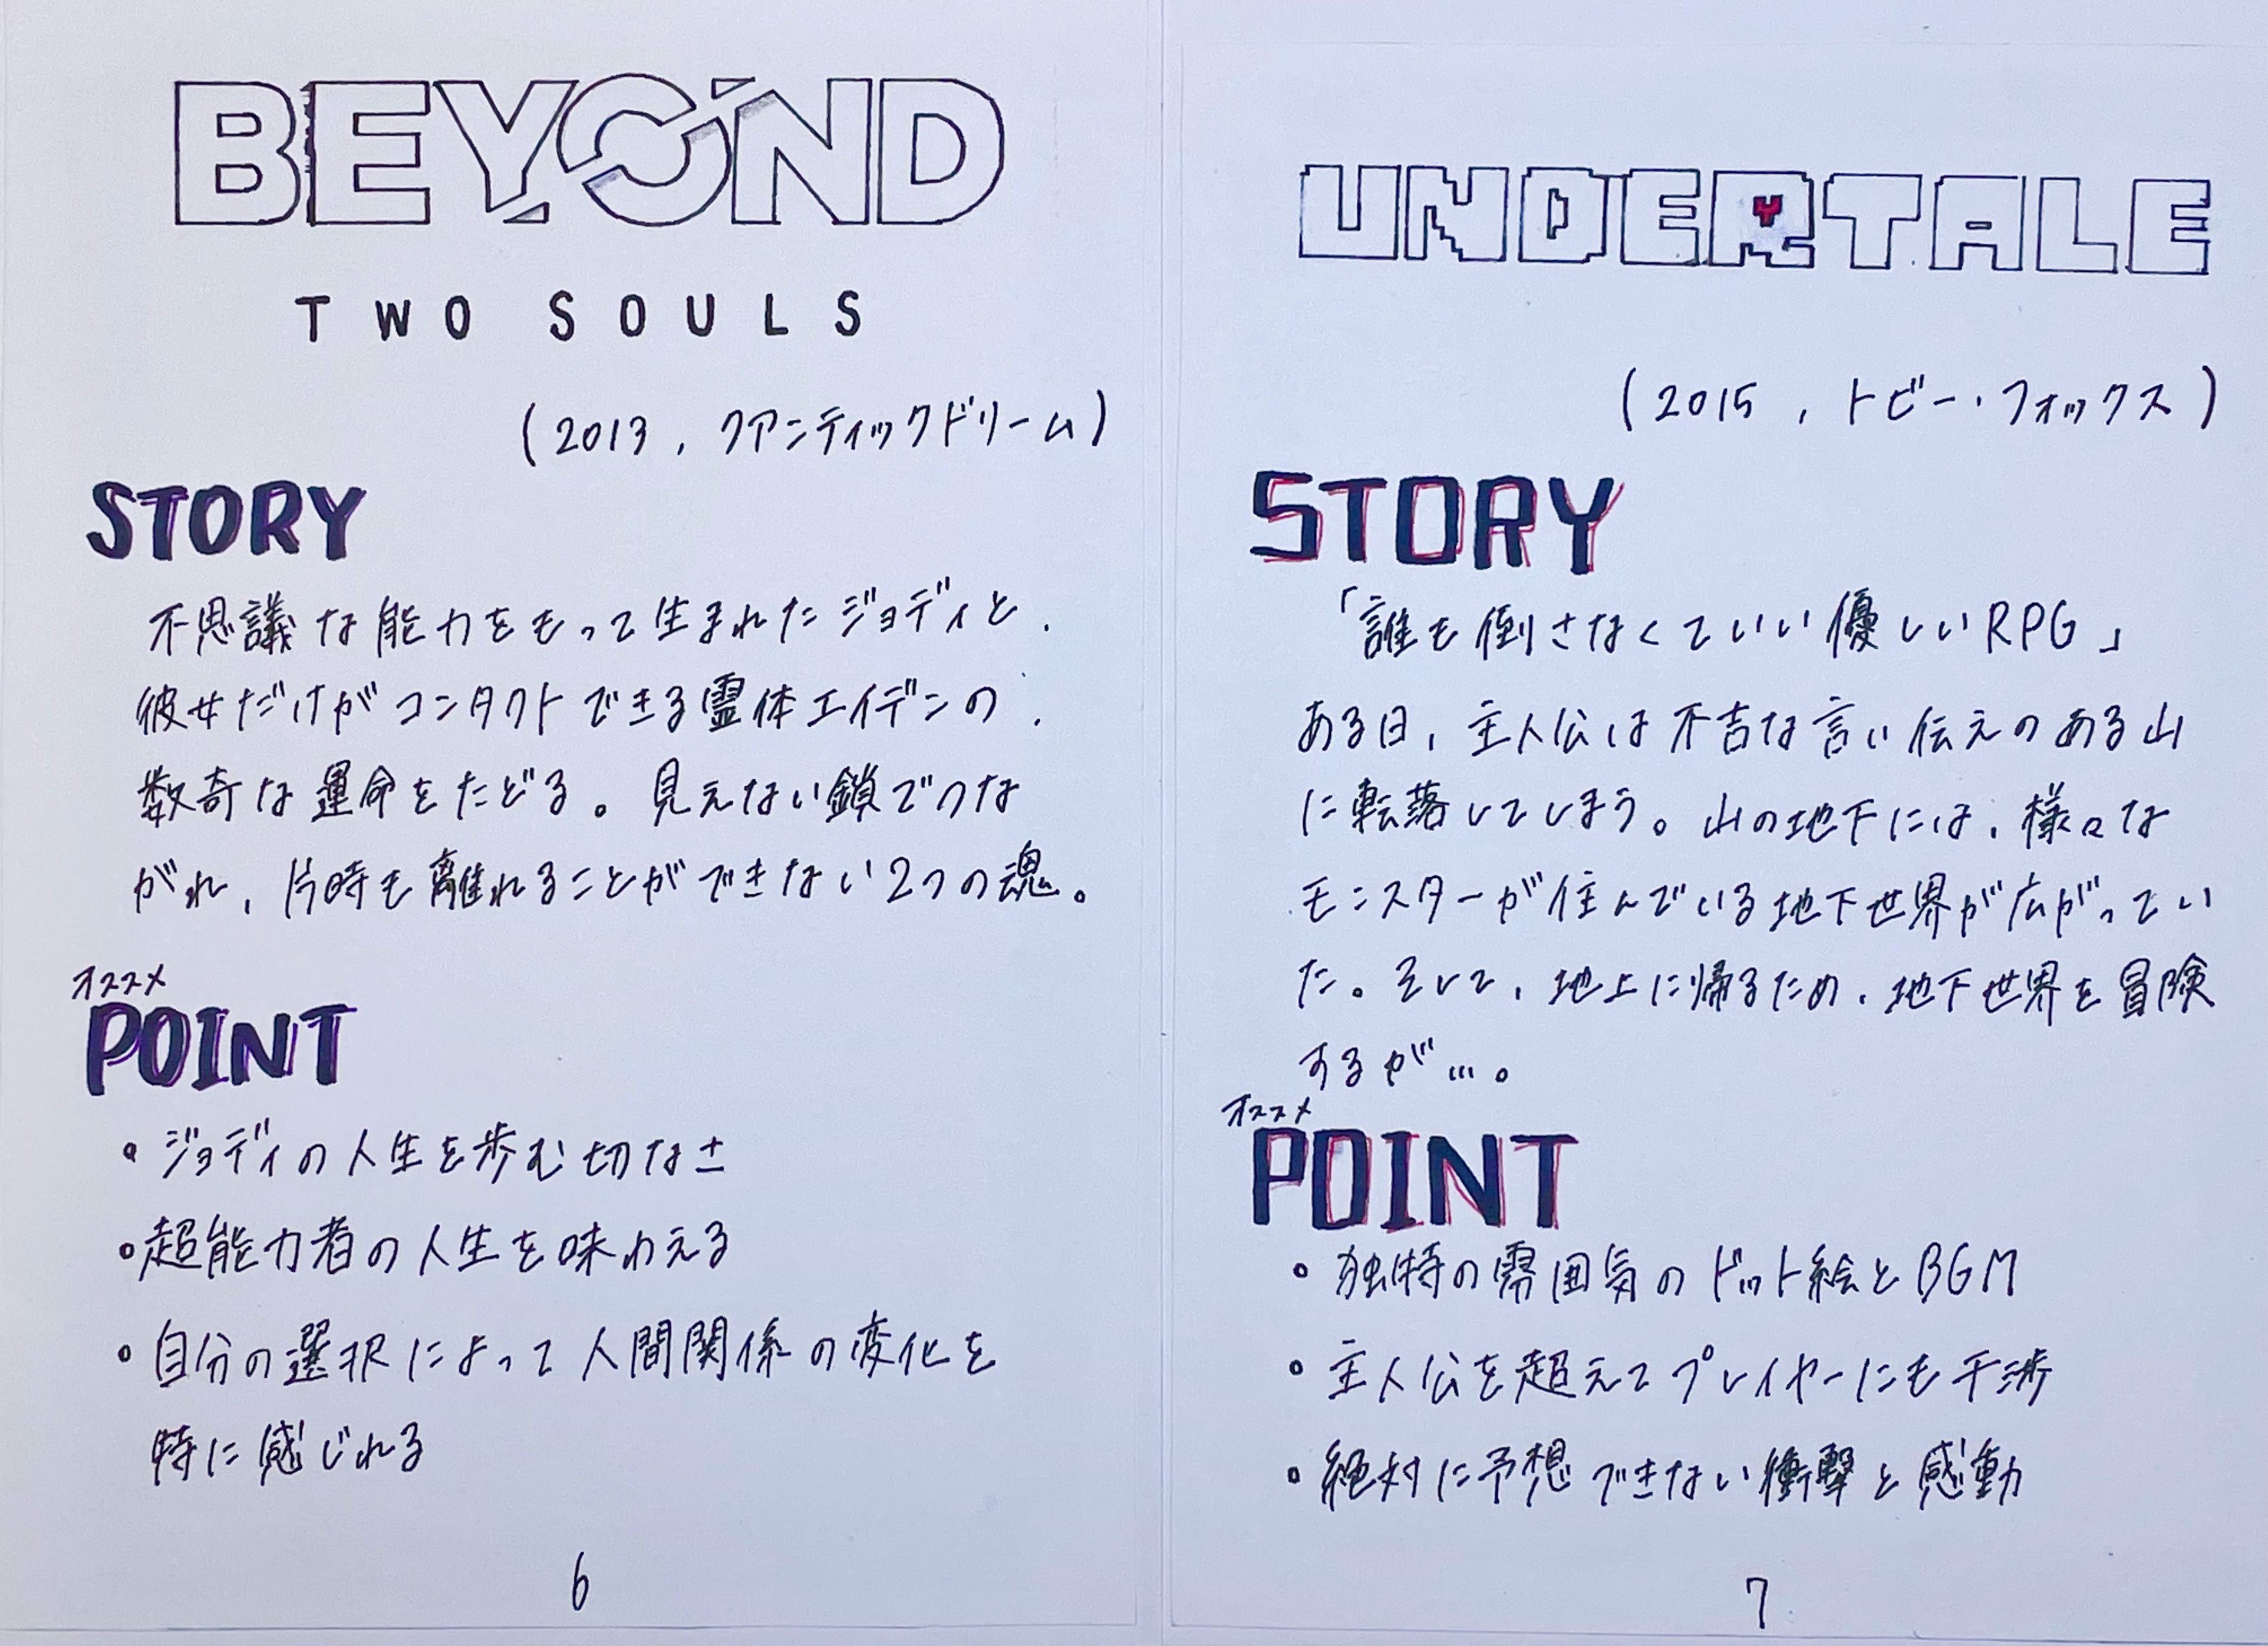 BEYOND
TWO SOULS
(2013, クアンティックドリーム)
STORY
不思議な能力をもって生まれたジョディと、
彼女だけがコンタクトできる霊体エイデンの、
数奇な運命をたどる。見えない鎖でつな
がれ、片時も離れることができない2つの魂。
オススメ
POINT
・ジョディの人生を歩む切なさ
・超能力者の人生を味わえる
・自分の選択によって人間関係の変化を
特に感じれる
6
UNDERTALE
(2015, トビー・フォックス)
STORY
「誰も倒さなくていい優しいRPG」
ある日、主人公は不吉な言い伝えのある山
に転落してしまう。山の地下には、様々な
モンスターが住んでいる地下世界が広がってい
た。そして、地上に帰るため、地下世界を冒険
するが…。
オススメ
POINT
・独特の雰囲気のドット絵とBGM
・主人公を超えてプレイヤーにも干渉
・絶対に予想できない衝撃と感動
7